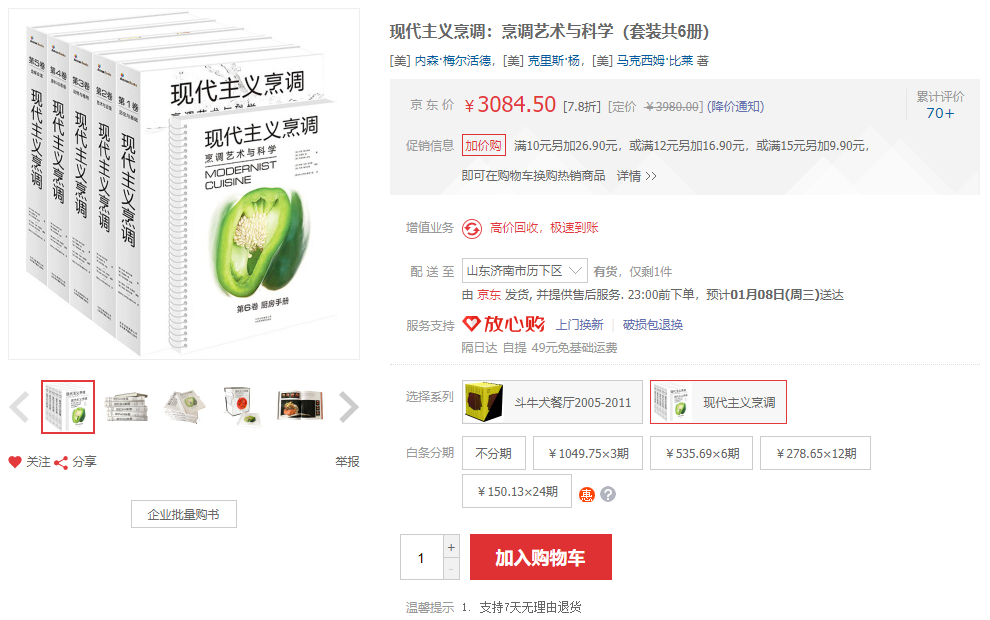 现代主义烹调：烹调艺术与科学（套装共6册）
[美] 内森·梅尔活德，[美] 克里斯·杨，[美] 马克西姆·比莱 著
京东价 ￥3084.50 [7.8折] [定价 ￥3980.00] (降价通知)
累计评价
70+
促销信息 加价购 满10元另加26.90元，或满12元另加16.90元，或满15元另加9.90元，
即可在购物车换购热销商品 详情 >>
增值业务 高价回收，极速到账
配送至 山东济南市历下区 有货，仅剩1件
由 京东 发货, 并提供售后服务. 23:00前下单，预计01月08日(周三)送达
服务支持 放心购 上门换新 破损包退换
隔日达 自提 49元免基础运费
选择系列 斗牛犬餐厅2005-2011 现代主义烹调
白条分期 不分期 ￥1049.75×3期 ￥535.69×6期 ￥278.65×12期
￥150.13×24期 惠 ?
1 + -
加入购物车
温馨提示 1. 支持7天无理由退货
第5卷 现代主义烹调
第4卷 现代主义烹调
第3卷 现代主义烹调
第2卷 现代主义烹调
第1卷 现代主义烹调
现代主义烹调
现代主义烹调
烹调艺术与科学
MODERNIST
CUISINE
第6卷 厨房手册
关注 分享 举报
企业批量购书